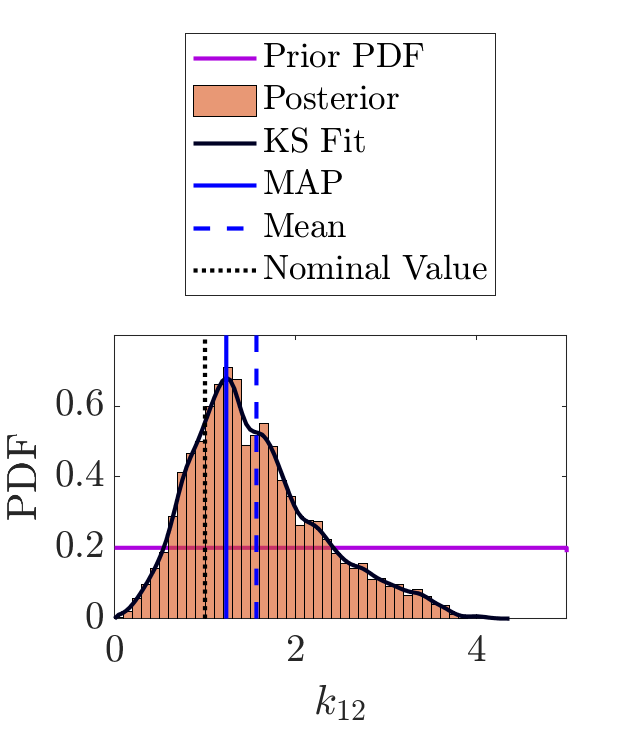 Prior PDF
Posterior
KS Fit
MAP
Mean
Nominal Value
0.6
0.4
0.2
0
PDF
0 2 4
k₁₂